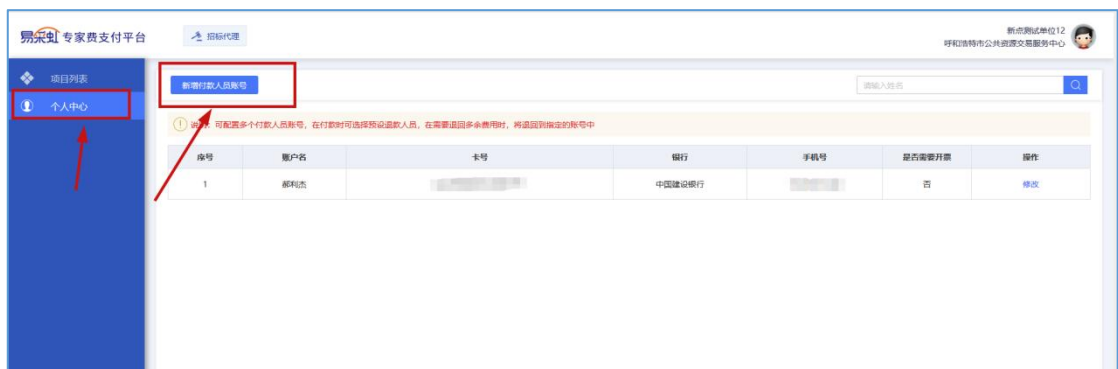 易采虹 专家费支付平台
招标代理
新点测试单位12
呼和浩特市公共资源交易服务中心
项目列表
个人中心
新增付款人员账号
请输入姓名
说明:可配置多个付款人员账号,在付款时可选择预设退款人员,在需要退回多余费用时,将退回到指定的账号中
序号 账户名 卡号 银行 手机号 是否需要开票 操作
1 郝利杰 中国建设银行 否 修改